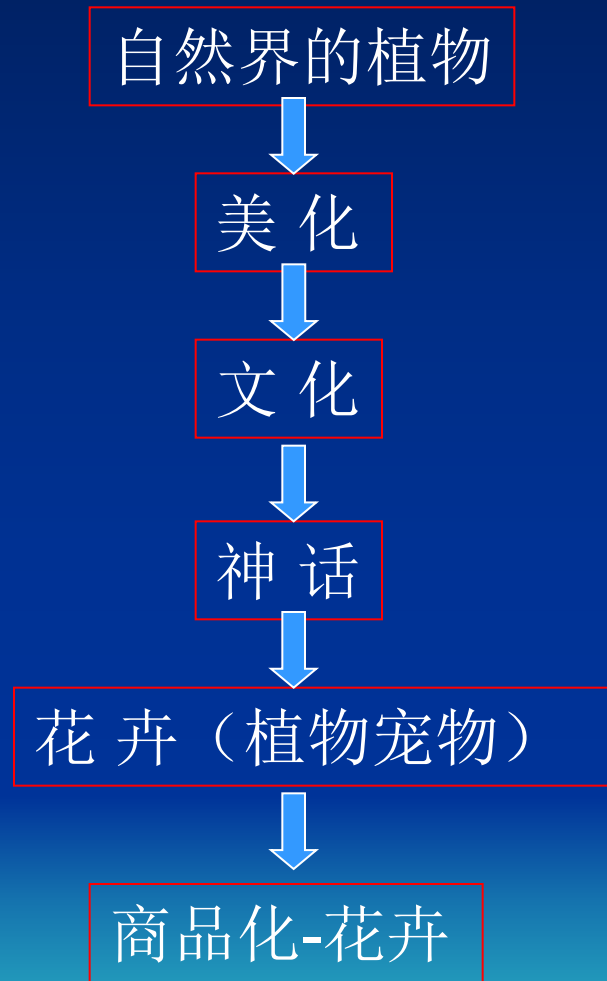 自然界的植物
美 化
文 化
神 话
花 卉（植物宠物）
商品化-花卉